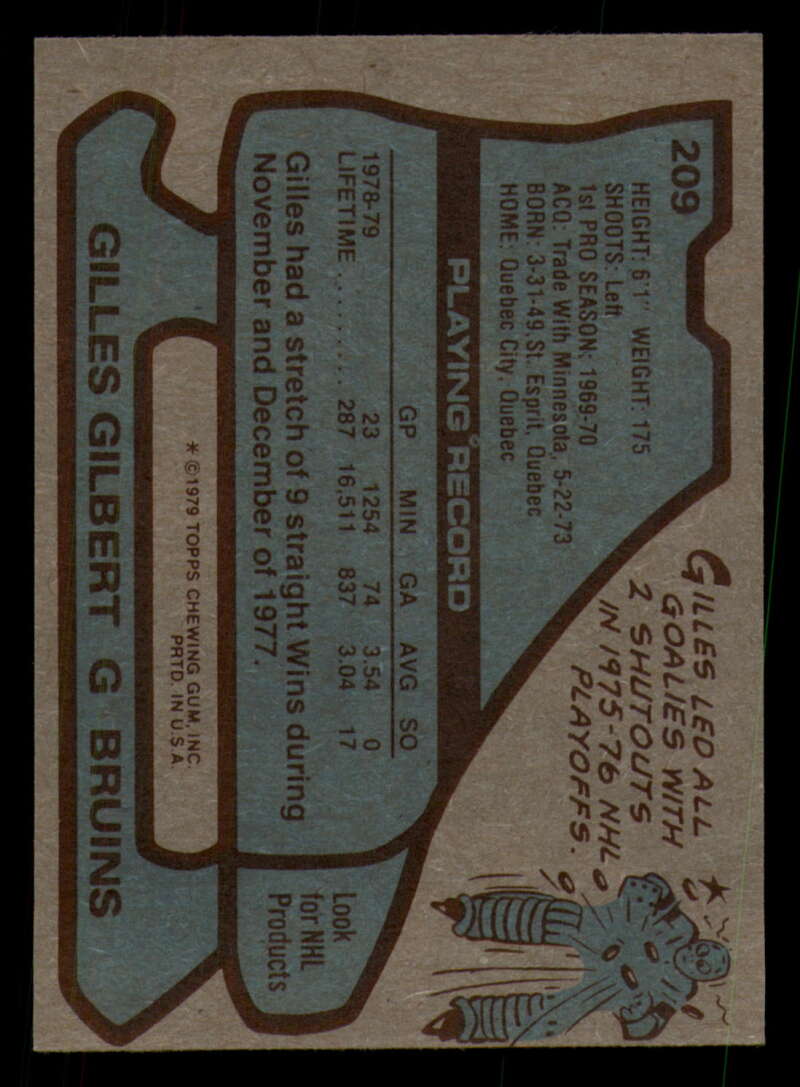 209
HEIGHT: 6'1" WEIGHT: 175
SHOOTS: Left
1st PRO SEASON: 1969-70
ACQ: Trade With Minnesota, 5-22-73
BORN: 3-31-49, St. Esprit, Quebec
HOME: Quebec City, Quebec
GILLES LED ALL
GOALIES WITH
2 SHUTOUTS
IN 1975-76 NHL
PLAYOFFS.
PLAYING RECORD
GP MIN GA AVG SO
1978-79 23 1254 74 3.54 0
LIFETIME .......... 287 16,511 837 3.04 17
Gilles had a stretch of 9 straight Wins during
November and December of 1977.
Look
for NHL
Products
* ©1979 TOPPS CHEWING GUM, INC.
PRTD. IN U.S.A.
GILLES GILBERT G BRUINS